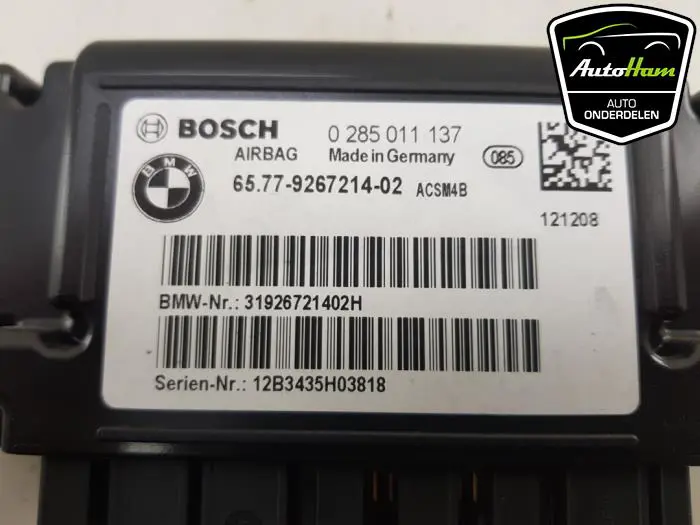 AutoHam
AUTO
ONDERDELEN
BOSCH 0 285 011 137
AIRBAG Made in Germany 085
BMW
65.77-9267214-02 ACSM4B
121208
BMW-Nr.: 31926721402H
Serien-Nr.: 12B3435H03818